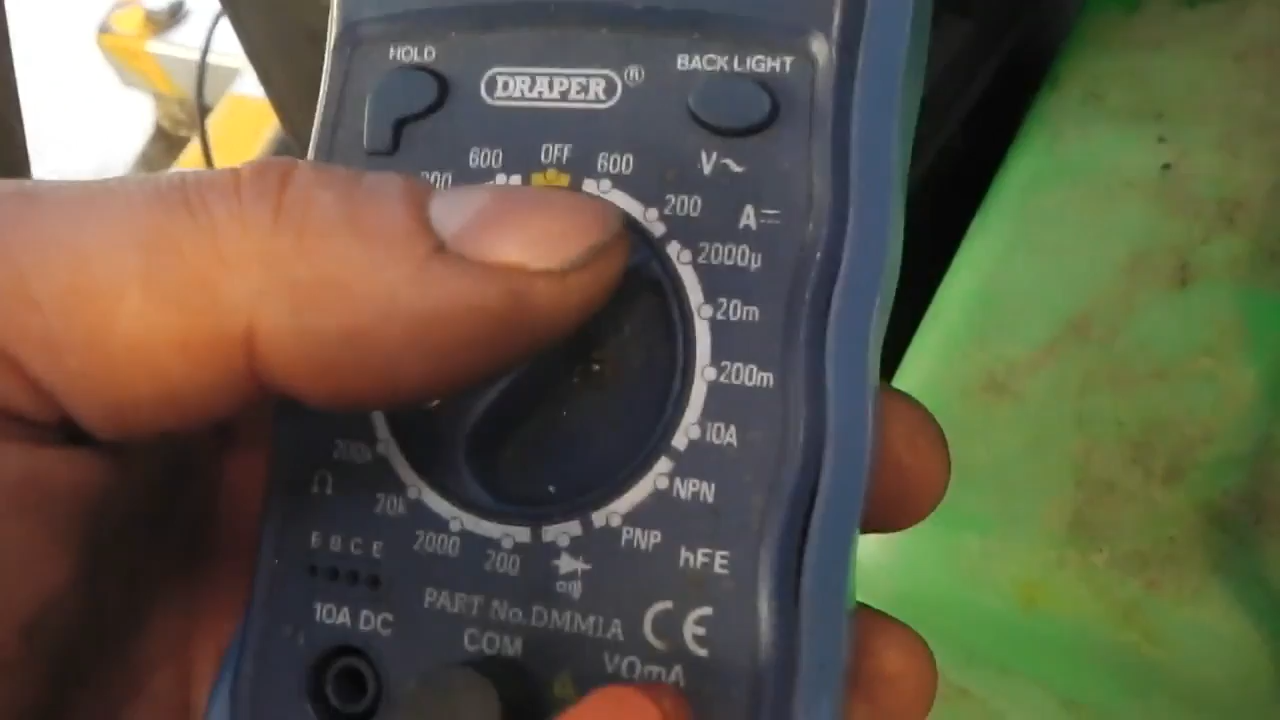 HOLD
DRAPER®
BACK LIGHT
600
OFF
600
V~
200
A
2000µ
20m
200m
10A
NPN
PNP
hFE
200k
Ω
20k
2000
200
E B C E
10A DC
PART No.DMM1A
CE
COM
VΩmA